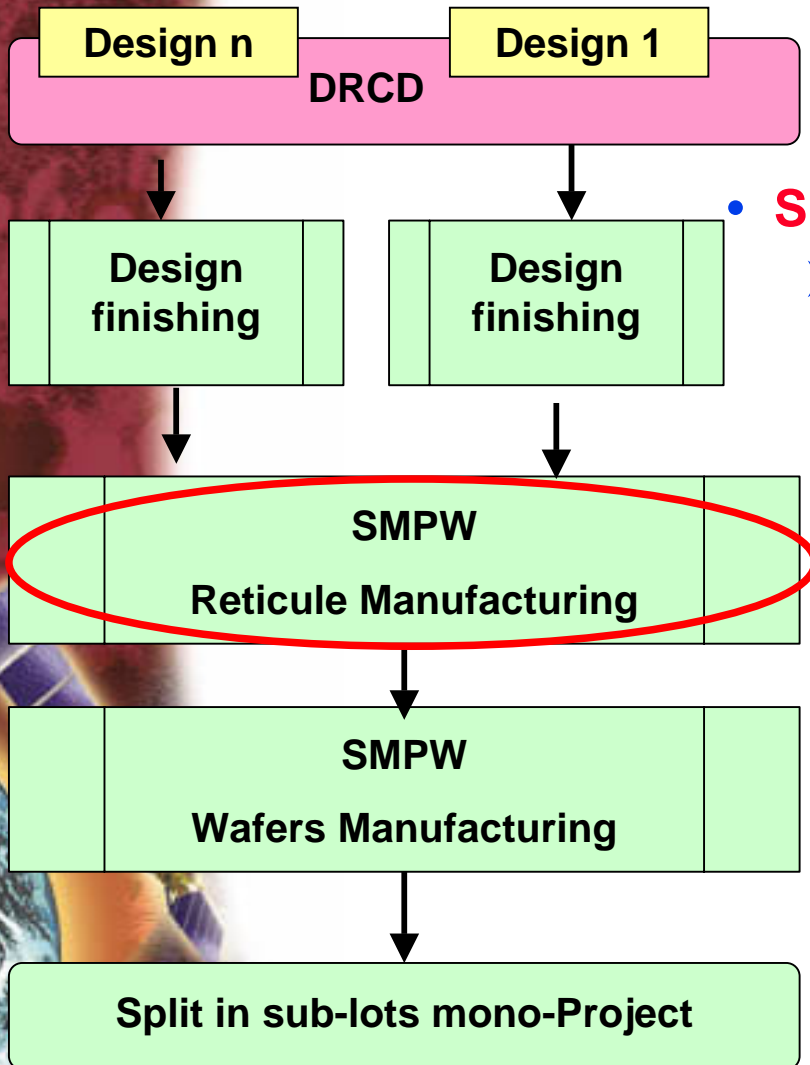 Design n
Design 1
DRCD
• S
Design
finishing
Design
finishing
SMPW
Reticule Manufacturing
SMPW
Wafers Manufacturing
Split in sub-lots mono-Project